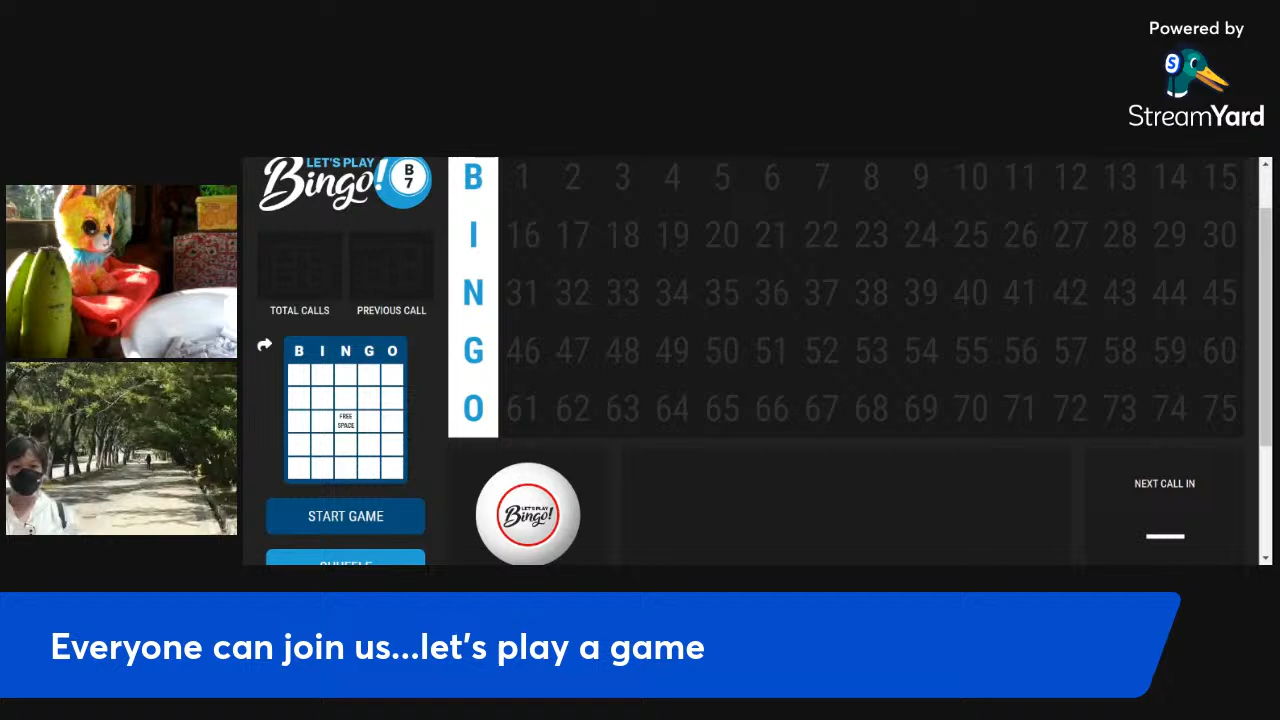 Powered by
S
StreamYard
LET'S PLAY
Bingo!
B
7
TOTAL CALLS
PREVIOUS CALL
B I N G O
FREE
SPACE
START GAME
SHUFFLE
B 1 2 3 4 5 6 7 8 9 10 11 12 13 14 15
I 16 17 18 19 20 21 22 23 24 25 26 27 28 29 30
N 31 32 33 34 35 36 37 38 39 40 41 42 43 44 45
G 46 47 48 49 50 51 52 53 54 55 56 57 58 59 60
O 61 62 63 64 65 66 67 68 69 70 71 72 73 74 75
LET'S PLAY
Bingo!
NEXT CALL IN
Everyone can join us...let's play a game